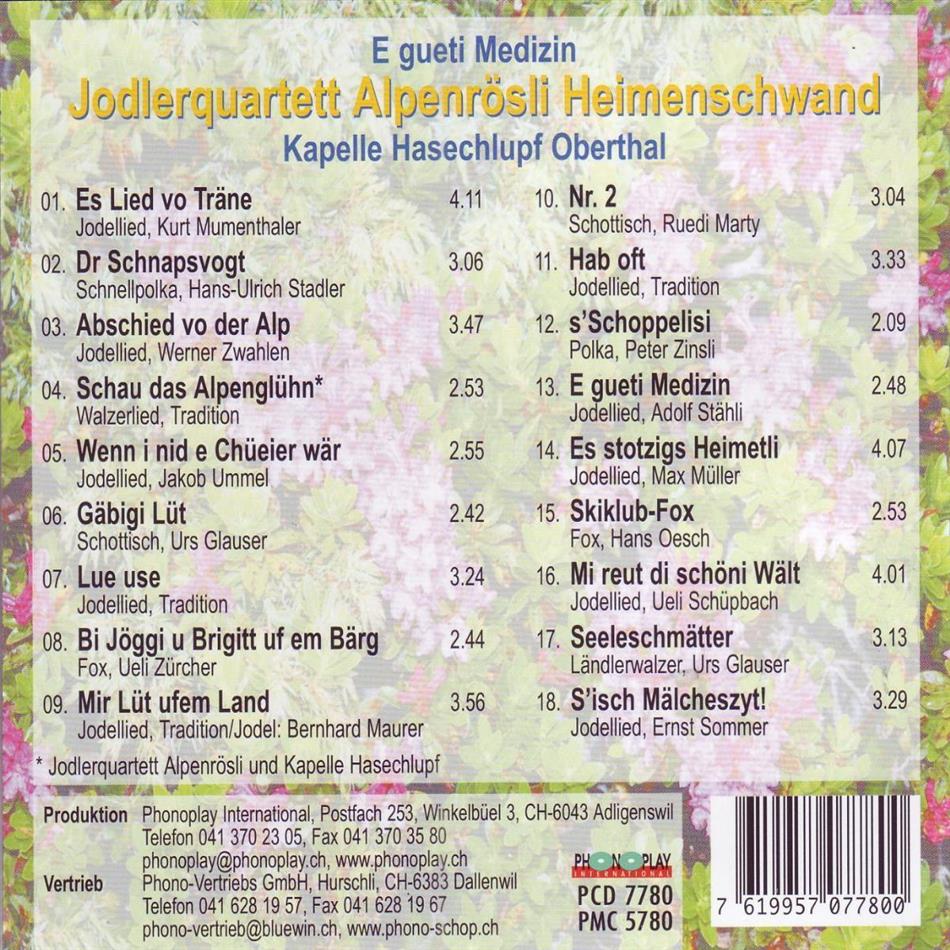 E gueti Medizin
Jodlerquartett Alpenrösli Heimenschwand
Kapelle Hasechlupf Oberthal
01. Es Lied vo Träne 4.11
Jodellied, Kurt Mumenthaler
02. Dr Schnapsvogt 3.06
Schnellpolka, Hans-Ulrich Stadler
03. Abschied vo der Alp 3.47
Jodellied, Werner Zwahlen
04. Schau das Alpenglühn* 2.53
Walzerlied, Tradition
05. Wenn i nid e Chüeier wär 2.55
Jodellied, Jakob Ummel
06. Gäbigi Lüt 2.42
Schottisch, Urs Glauser
07. Lue use 3.24
Jodellied, Tradition
08. Bi Jöggi u Brigitt uf em Bärg 2.44
Fox, Ueli Zürcher
09. Mir Lüt ufem Land 3.56
Jodellied, Tradition/Jodel: Bernhard Maurer
* Jodlerquartett Alpenrösli und Kapelle Hasechlupf
10. Nr. 2 3.04
Schottisch, Ruedi Marty
11. Hab oft 3.33
Jodellied, Tradition
12. s'Schoppelisi 2.09
Polka, Peter Zinsli
13. E gueti Medizin 2.48
Jodellied, Adolf Stähli
14. Es stotzigs Heimetli 4.07
Jodellied, Max Müller
15. Skiklub-Fox 2.53
Fox, Hans Oesch
16. Mi reut di schöni Wält 4.01
Jodellied, Ueli Schüpbach
17. Seeleschmätter 3.13
Ländlerwalzer, Urs Glauser
18. S'isch Mälcheszyt! 3.29
Jodellied, Ernst Sommer
Produktion Phonoplay International, Postfach 253, Winkelbüel 3, CH-6043 Adligenswil
Telefon 041 370 23 05, Fax 041 370 35 80
phonoplay@phonoplay.ch, www.phonoplay.ch
Vertrieb Phono-Vertriebs GmbH, Hurschli, CH-6383 Dallenwil
Telefon 041 628 19 57, Fax 041 628 19 67
phono-vertrieb@bluewin.ch, www.phono-schop.ch
PHONOPLAY
INTERNATIONAL
PCD 7780
PMC 5780
7 619957 077800